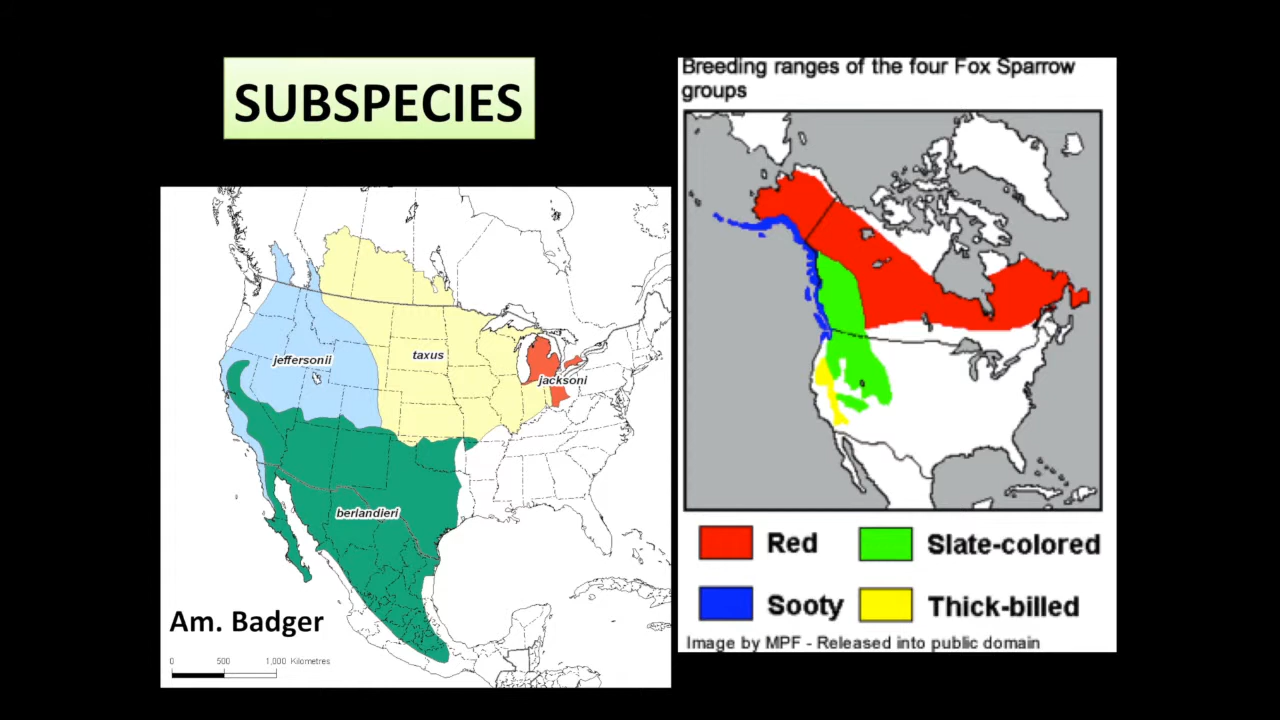 SUBSPECIES
jeffersonii
taxus
jacksoni
berlandieri
Am. Badger
0 500 1,000 Kilometres
Breeding ranges of the four Fox Sparrow
groups
Red
Slate-colored
Sooty
Thick-billed
Image by MPF - Released into public domain